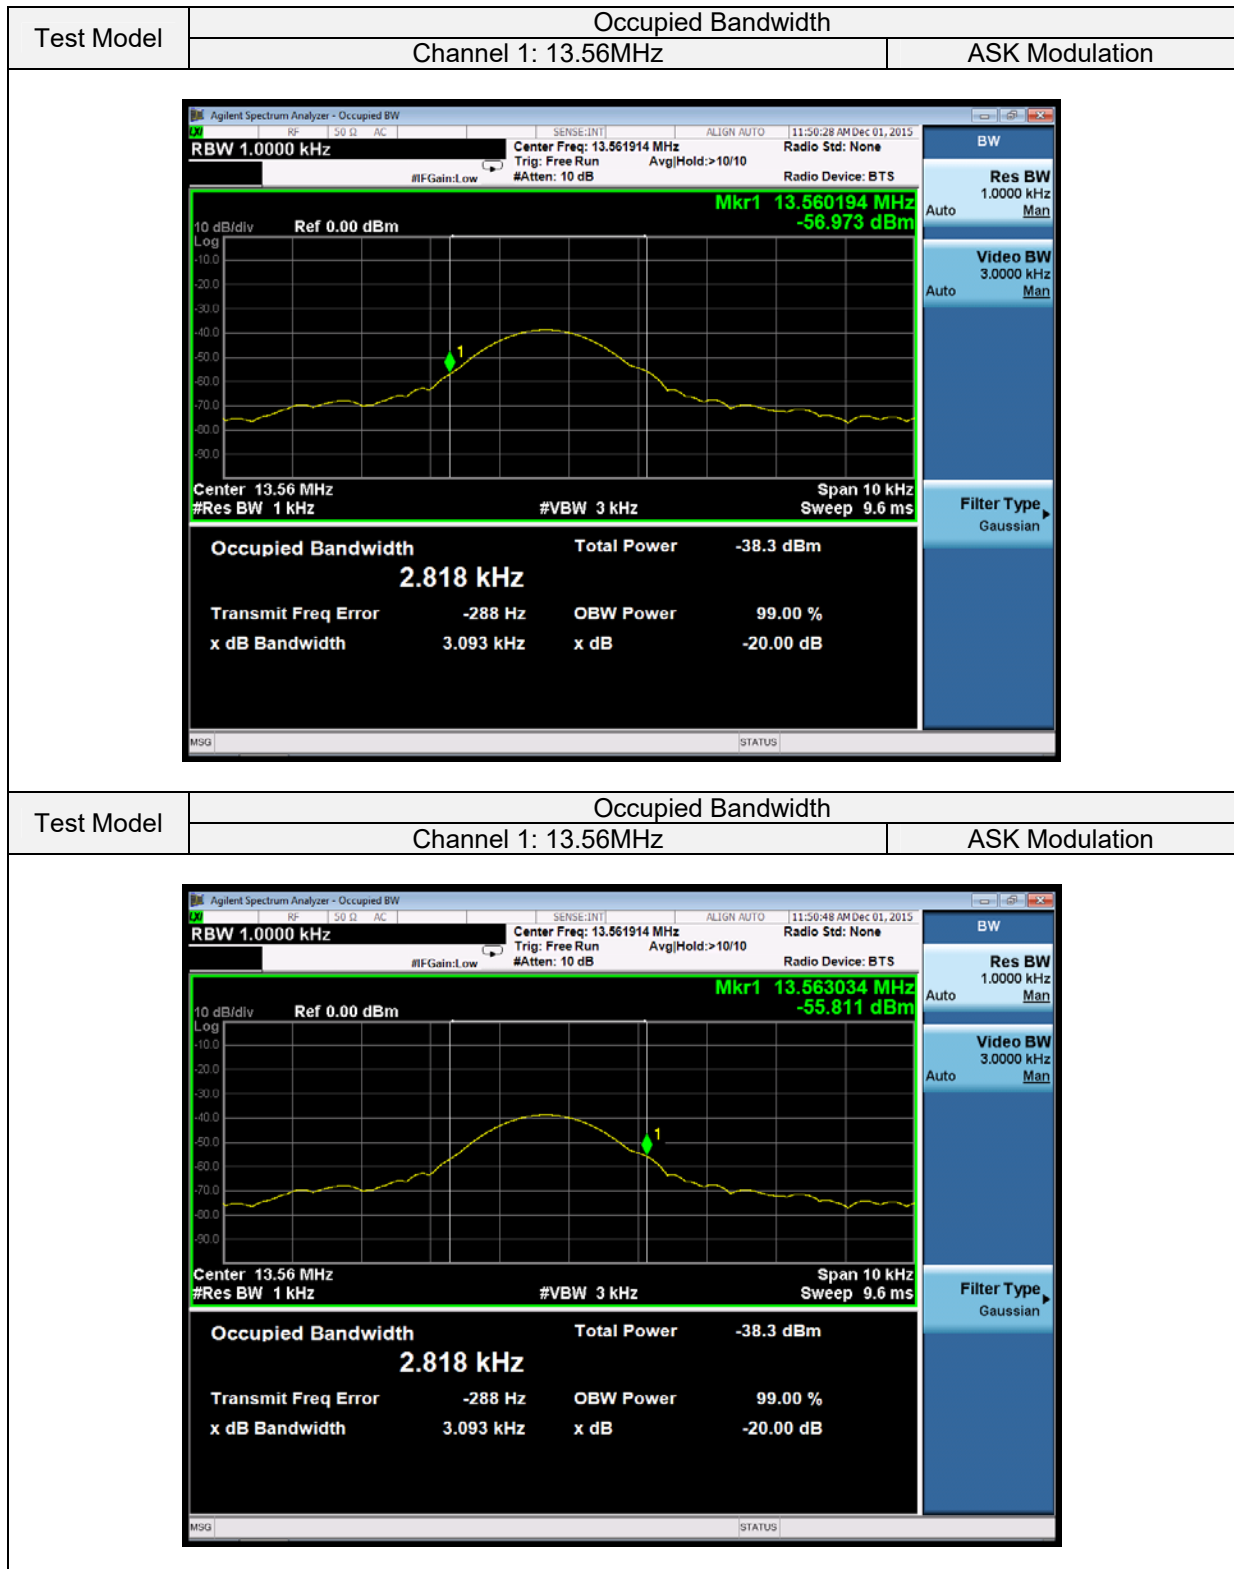 Test Model
Occupied Bandwidth
Channel 1: 13.56MHz
ASK Modulation
Agilent Spectrum Analyzer - Occupied BW
LXI RF 50 Ω AC SENSE:INT ALIGN AUTO 11:50:28 AM Dec 01, 2015
RBW 1.0000 kHz
Center Freq: 13.561914 MHz
Radio Std: None
Trig: Free Run Avg|Hold:>10/10
#IFGain:Low
#Atten: 10 dB
Radio Device: BTS
Mkr1 13.560194 MHz
-56.973 dBm
10 dB/div Ref 0.00 dBm
Log
-10.0
-20.0
-30.0
-40.0
-50.0
-60.0
-70.0
-80.0
-90.0
1
Center 13.56 MHz
Span 10 kHz
#Res BW 1 kHz
#VBW 3 kHz
Sweep 9.6 ms
Occupied Bandwidth
Total Power -38.3 dBm
2.818 kHz
Transmit Freq Error -288 Hz
OBW Power 99.00 %
x dB Bandwidth 3.093 kHz
x dB -20.00 dB
MSG
STATUS
BW
Res BW
1.0000 kHz
Auto Man
Video BW
3.0000 kHz
Auto Man
Filter Type
Gaussian
Test Model
Occupied Bandwidth
Channel 1: 13.56MHz
ASK Modulation
Agilent Spectrum Analyzer - Occupied BW
LXI RF 50 Ω AC SENSE:INT ALIGN AUTO 11:50:48 AM Dec 01, 2015
RBW 1.0000 kHz
Center Freq: 13.561914 MHz
Radio Std: None
Trig: Free Run Avg|Hold:>10/10
#IFGain:Low
#Atten: 10 dB
Radio Device: BTS
Mkr1 13.563034 MHz
-55.811 dBm
10 dB/div Ref 0.00 dBm
Log
-10.0
-20.0
-30.0
-40.0
-50.0
-60.0
-70.0
-80.0
-90.0
1
Center 13.56 MHz
Span 10 kHz
#Res BW 1 kHz
#VBW 3 kHz
Sweep 9.6 ms
Occupied Bandwidth
Total Power -38.3 dBm
2.818 kHz
Transmit Freq Error -288 Hz
OBW Power 99.00 %
x dB Bandwidth 3.093 kHz
x dB -20.00 dB
MSG
STATUS
BW
Res BW
1.0000 kHz
Auto Man
Video BW
3.0000 kHz
Auto Man
Filter Type
Gaussian